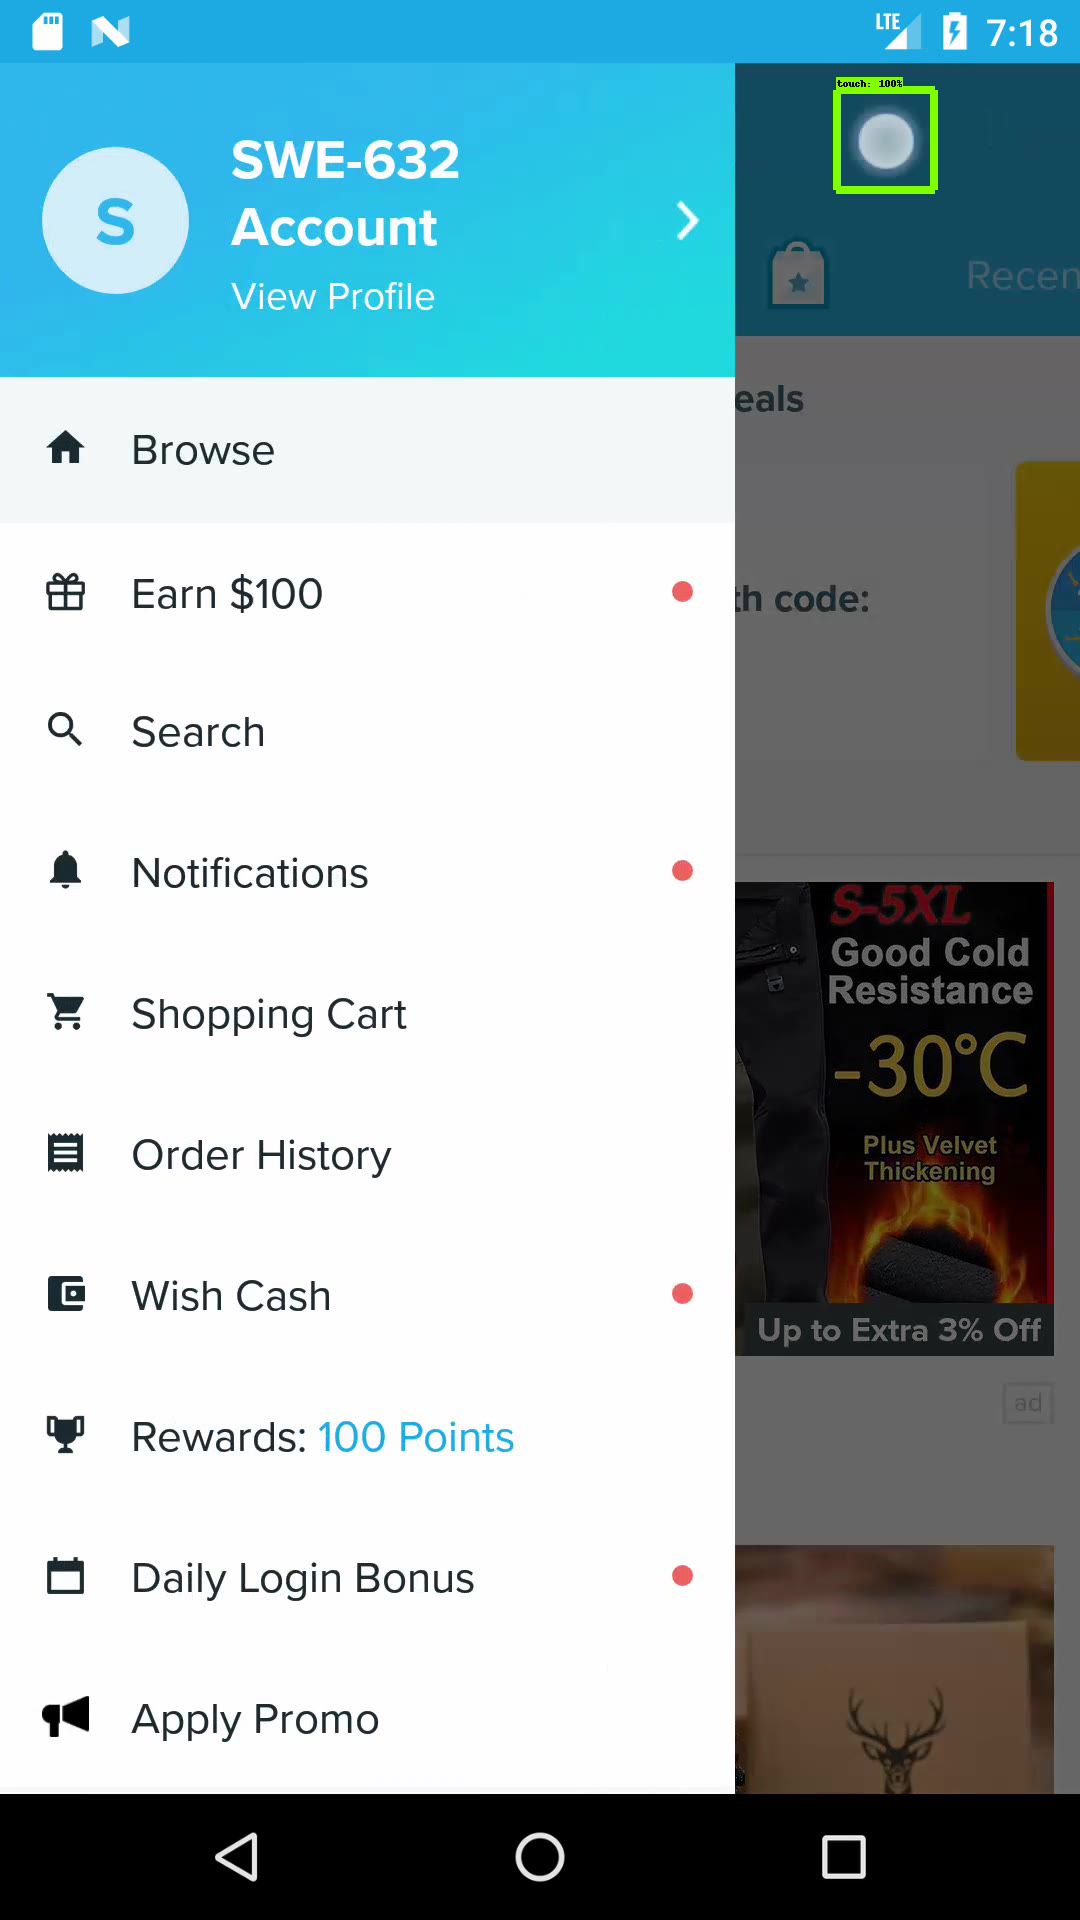 LTE 7:18
touch: 100%
SWE-632
Account
View Profile
S
Recen
eals
Browse
Earn $100
th code:
Search
Notifications
S-5XL
Good Cold
Resistance
-30°C
Shopping Cart
Plus Velvet
Thickening
Order History
Wish Cash
Up to Extra 3% Off
ad
Rewards: 100 Points
Daily Login Bonus
Apply Promo